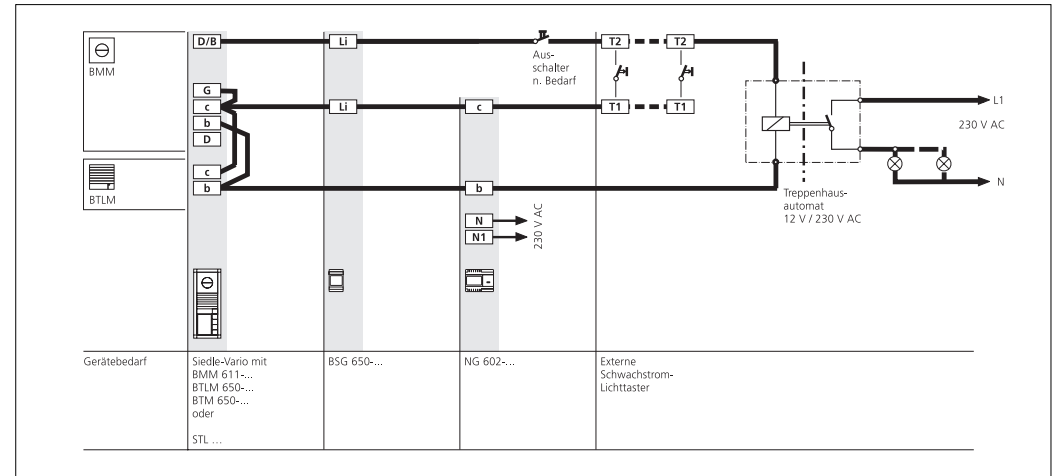 BMM
D/B
Li
Aus-
schalter
n. Bedarf
T2
T2
G
c
Li
c
T1
T1
L1
b
230 V AC
D
c
b
b
BTLM
N
Treppenhaus-
automat
12 V / 230 V AC
N
N1
230 V AC
Gerätebedarf
Siedle-Vario mit
BMM 611-...
BTLM 650-...
BTM 650-...
oder
STL ...
BSG 650-...
NG 602-...
Externe
Schwachstrom-
Lichttaster